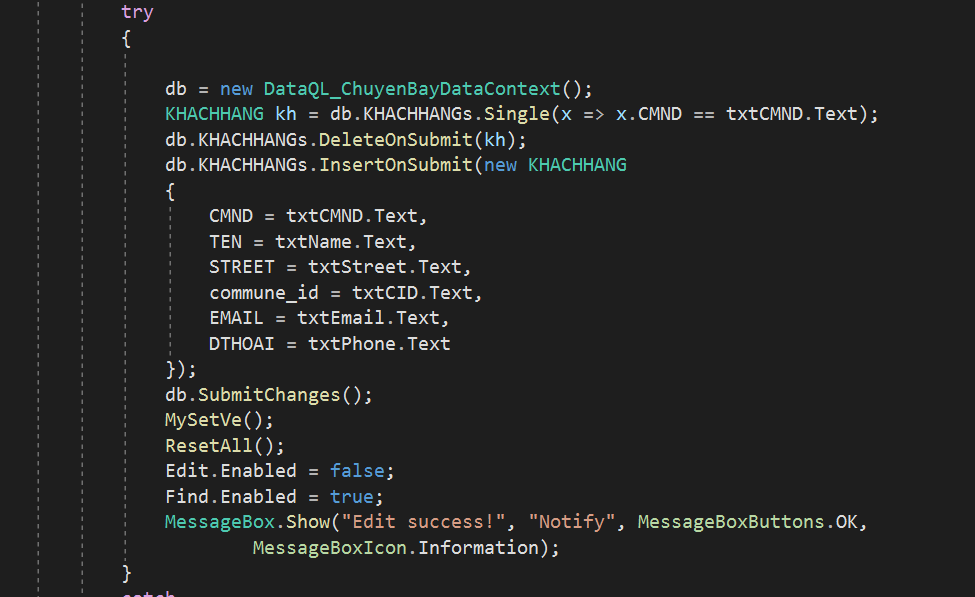 try
{
db = new DataQL_ChuyenBayDataContext();
KHACHHANG kh = db.KHACHHANGs.Single(x => x.CMND == txtCMND.Text);
db.KHACHHANGs.DeleteOnSubmit(kh);
db.KHACHHANGs.InsertOnSubmit(new KHACHHANG
{
CMND = txtCMND.Text,
TEN = txtName.Text,
STREET = txtStreet.Text,
commune_id = txtCID.Text,
EMAIL = txtEmail.Text,
DTHOAI = txtPhone.Text
});
db.SubmitChanges();
MySetVe();
ResetAll();
Edit.Enabled = false;
Find.Enabled = true;
MessageBox.Show("Edit success!", "Notify", MessageBoxButtons.OK,
MessageBoxIcon.Information);
}
catch